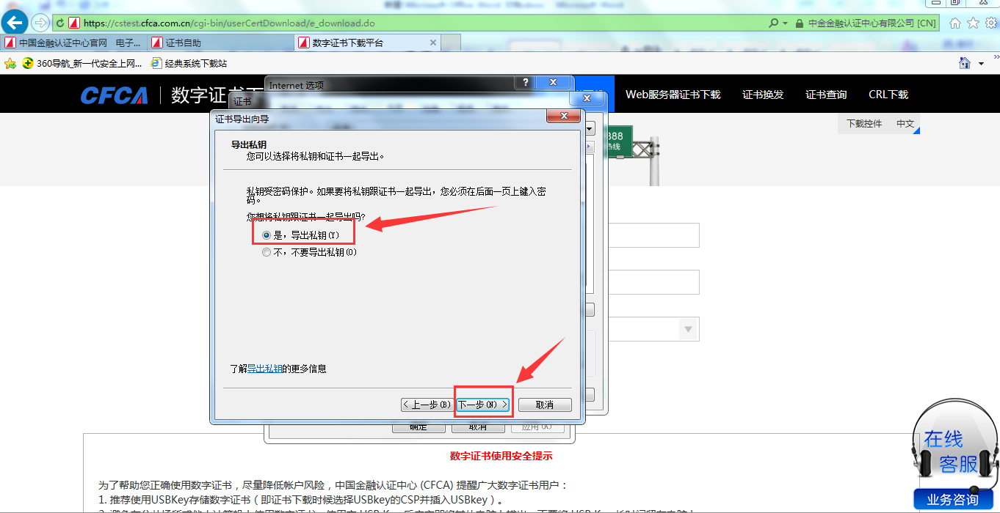 https://cstest.cfca.com.cn/cgi-bin/userCertDownload/e_download.do
中金金融认证中心有限公司 [CN]
中国金融认证中心官网 电子...
证书自助
数字证书下载平台
360导航_新一代安全上网...
经典系统下载站
CFCA
数字证
Web服务器证书下载
证书换发
证书查询
CRL下载
下载控件
中文
Internet 选项
证书
证书导出向导
导出私钥
您可以选择将私钥和证书一起导出。
私钥受密码保护。如果要将私钥跟证书一起导出，您必须在后面一页上键入密
码。
您想将私钥跟证书一起导出吗?
是，导出私钥(Y)
不，不要导出私钥(O)
了解导出私钥的更多信息
< 上一步(B)
下一步(N) >
取消
确定
取消
应用(A)
888
热线
数字证书使用安全提示
为了帮助您正确使用数字证书，尽量降低帐户风险，中国金融认证中心 (CFCA) 提醒广大数字证书用户：
1. 推荐使用USBKey存储数字证书（即证书下载时候选择USBkey的CSP并插入USBkey）。
在线
客服
业务咨询